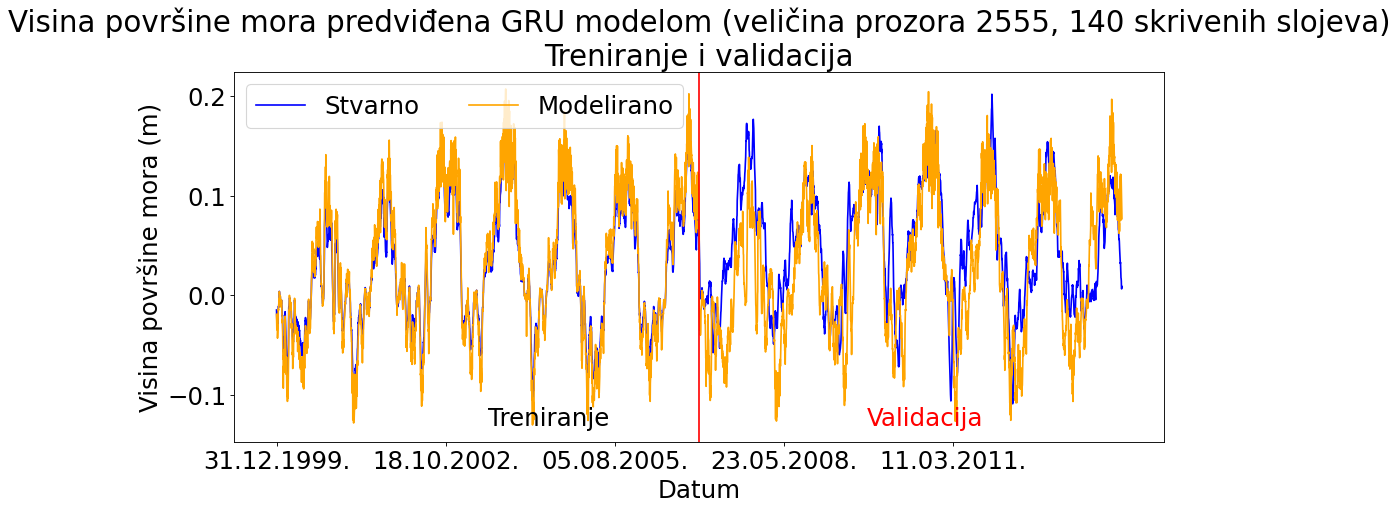 Visina površine mora predviđena GRU modelom (veličina prozora 2555, 140 skrivenih slojeva)
Treniranje i validacija
Stvarno
Modelirano
Visina površine mora (m)
0.2
0.1
0.0
−0.1
Treniranje
Validacija
31.12.1999.
18.10.2002.
05.08.2005.
23.05.2008.
11.03.2011.
Datum